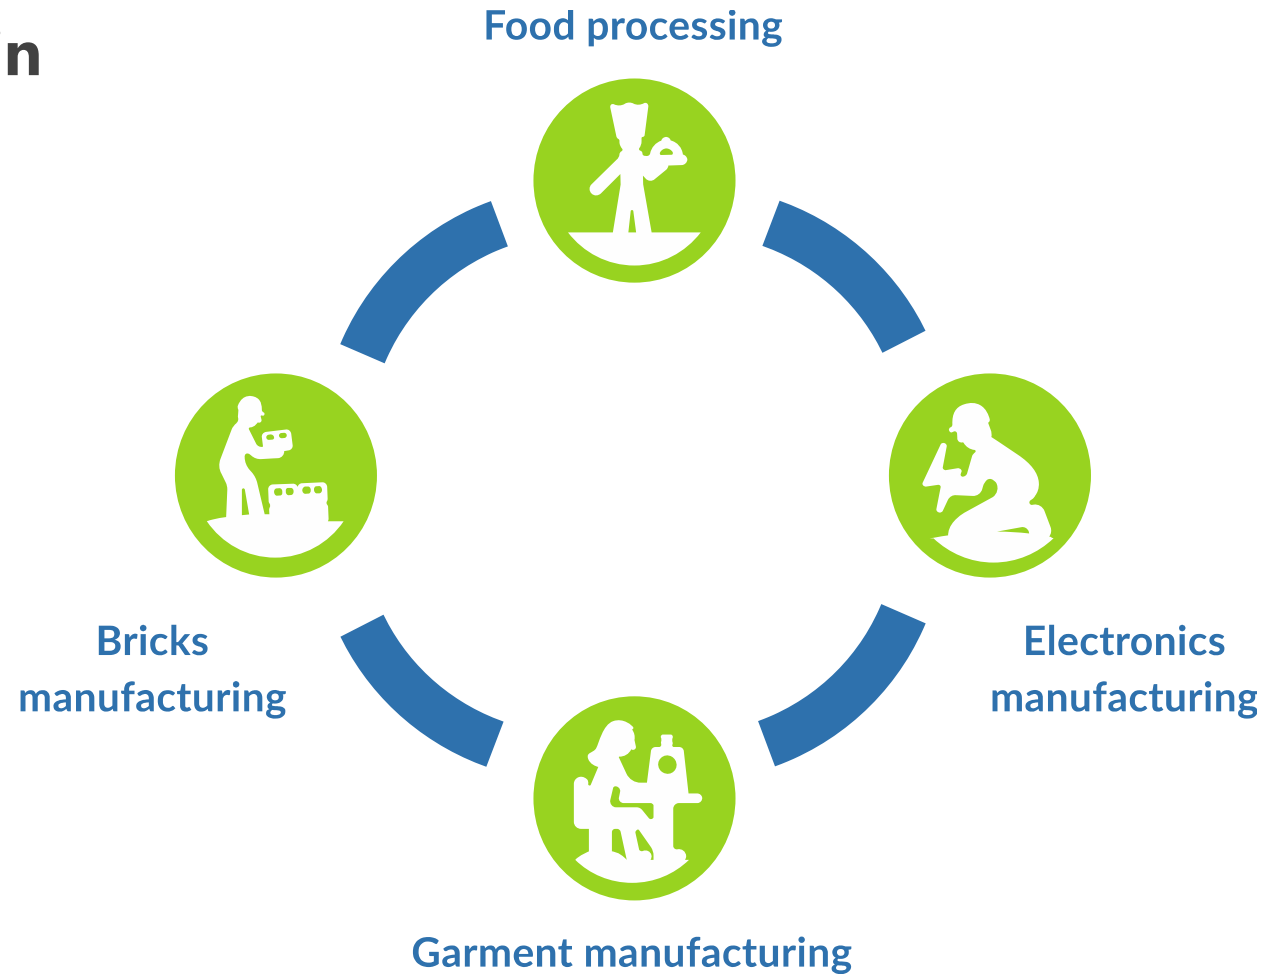 Food processing
Bricks
manufacturing
Electronics
manufacturing
Garment manufacturing